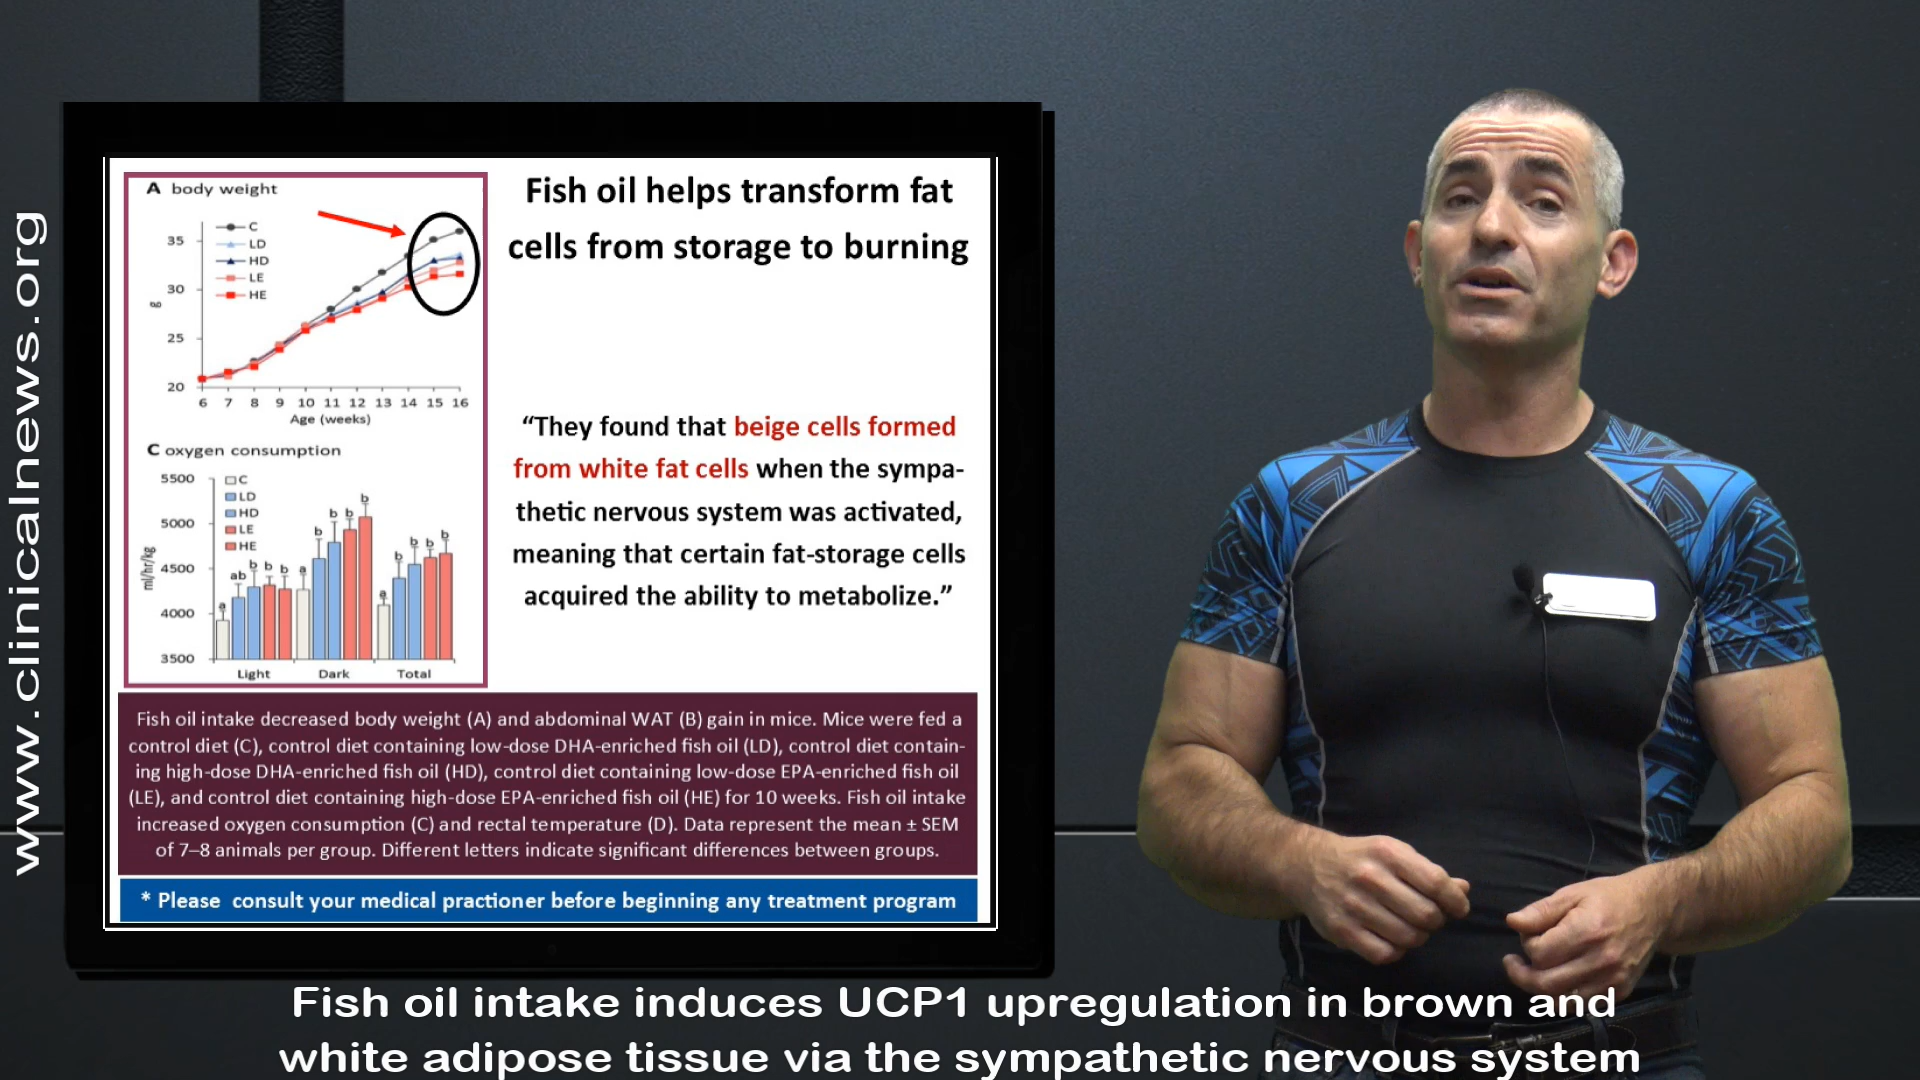 www.clinicalnews.org
A body weight
C
LD
HD
LE
HE
35
30
25
20
g
6 7 8 9 10 11 12 13 14 15 16
Age (weeks)
C oxygen consumption
C
LD
HD
LE
HE
5500
5000
4500
4000
3500
ml/hr/kg
a ab b b b a b b b b a b b b b
Light Dark Total
Fish oil helps transform fat
cells from storage to burning
“They found that beige cells formed
from white fat cells when the sympa-
thetic nervous system was activated,
meaning that certain fat-storage cells
acquired the ability to metabolize.”
Fish oil intake decreased body weight (A) and abdominal WAT (B) gain in mice. Mice were fed a
control diet (C), control diet containing low-dose DHA-enriched fish oil (LD), control diet contain-
ing high-dose DHA-enriched fish oil (HD), control diet containing low-dose EPA-enriched fish oil
(LE), and control diet containing high-dose EPA-enriched fish oil (HE) for 10 weeks. Fish oil intake
increased oxygen consumption (C) and rectal temperature (D). Data represent the mean ± SEM
of 7–8 animals per group. Different letters indicate significant differences between groups.
* Please consult your medical practioner before beginning any treatment program
Fish oil intake induces UCP1 upregulation in brown and
white adipose tissue via the sympathetic nervous system